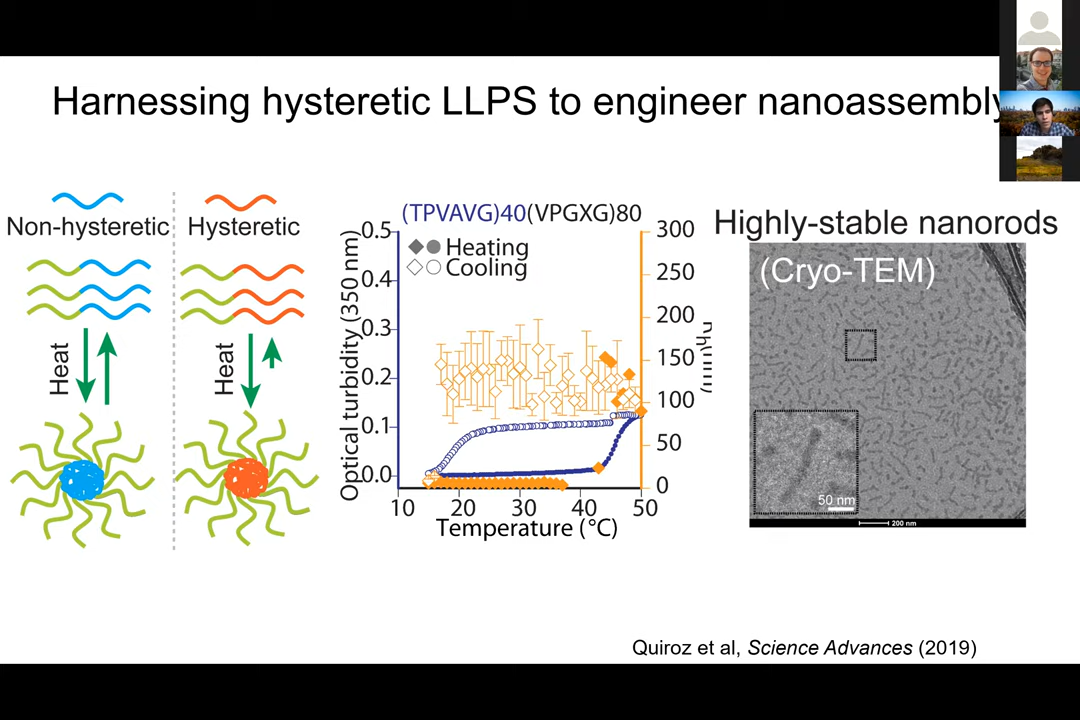 Harnessing hysteretic LLPS to engineer nanoassembly
Non-hysteretic
Hysteretic
Heat
Heat
(TPVAVG)40(VPGXG)80
Heating
Cooling
Optical turbidity (350 nm)
0.5
0.4
0.3
0.2
0.1
0.0
300
250
200
150
100
50
0
10
20
30
40
50
Temperature (°C)
Highly-stable nanorods
(Cryo-TEM)
50 nm
200 nm
Quiroz et al, Science Advances (2019)